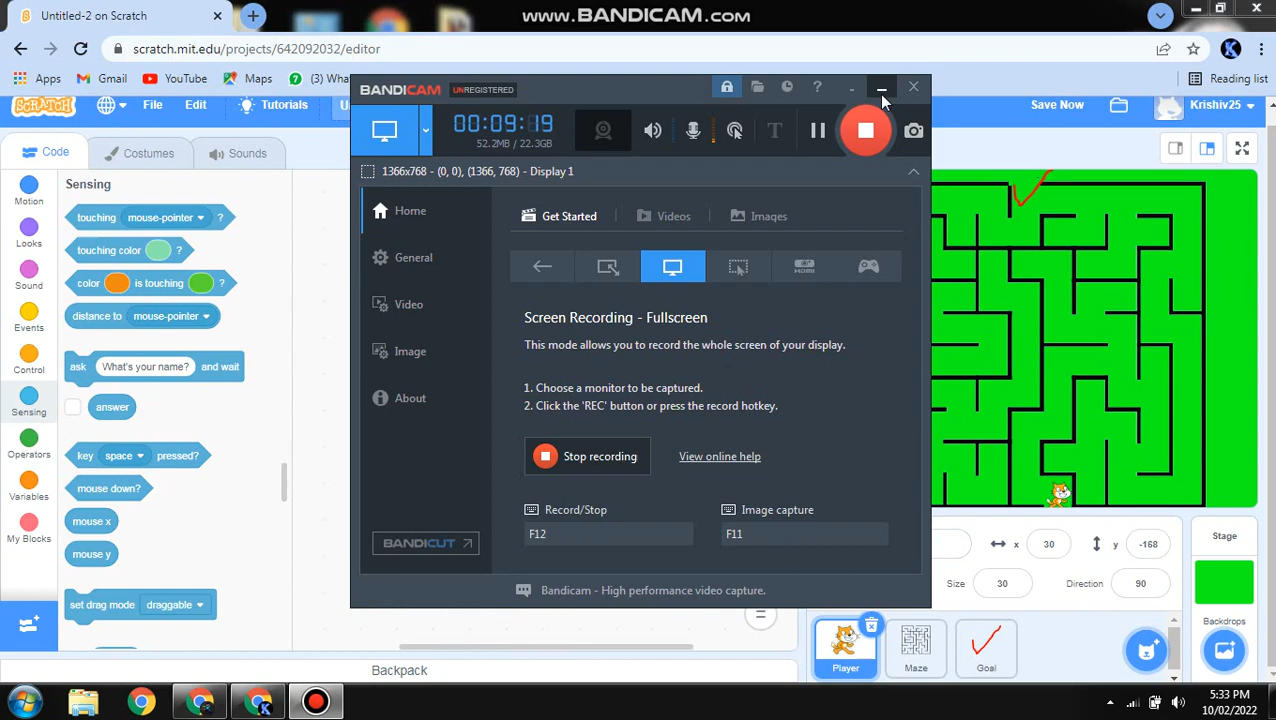 www.BANDICAM.com
Untitled-2 on Scratch
scratch.mit.edu/projects/642092032/editor
Apps Gmail YouTube Maps (3) Wha
Reading list
SCRATCH File Edit Tutorials
Save Now Krishiv25
Code Costumes Sounds
BANDICAM UNREGISTERED
00:09:19
52.2MB / 22.3GB
1366x768 - (0, 0), (1366, 768) - Display 1
Home
General
Video
Image
About
BANDICUT
Get Started Videos Images
HDMI
Screen Recording - Fullscreen
This mode allows you to record the whole screen of your display.
1. Choose a monitor to be captured.
2. Click the 'REC' button or press the record hotkey.
Stop recording View online help
Record/Stop Image capture
F12 F11
Bandicam - High performance video capture.
Motion
Looks
Sound
Events
Control
Sensing
Operators
Variables
My Blocks
Sensing
touching mouse-pointer ?
touching color ?
color is touching ?
distance to mouse-pointer
ask What's your name? and wait
answer
key space pressed?
mouse down?
mouse x
mouse y
set drag mode draggable
Backpack
x 30 y -168
Size 30 Direction 90
Player Maze Goal
Stage
Backdrops
5:33 PM
10/02/2022